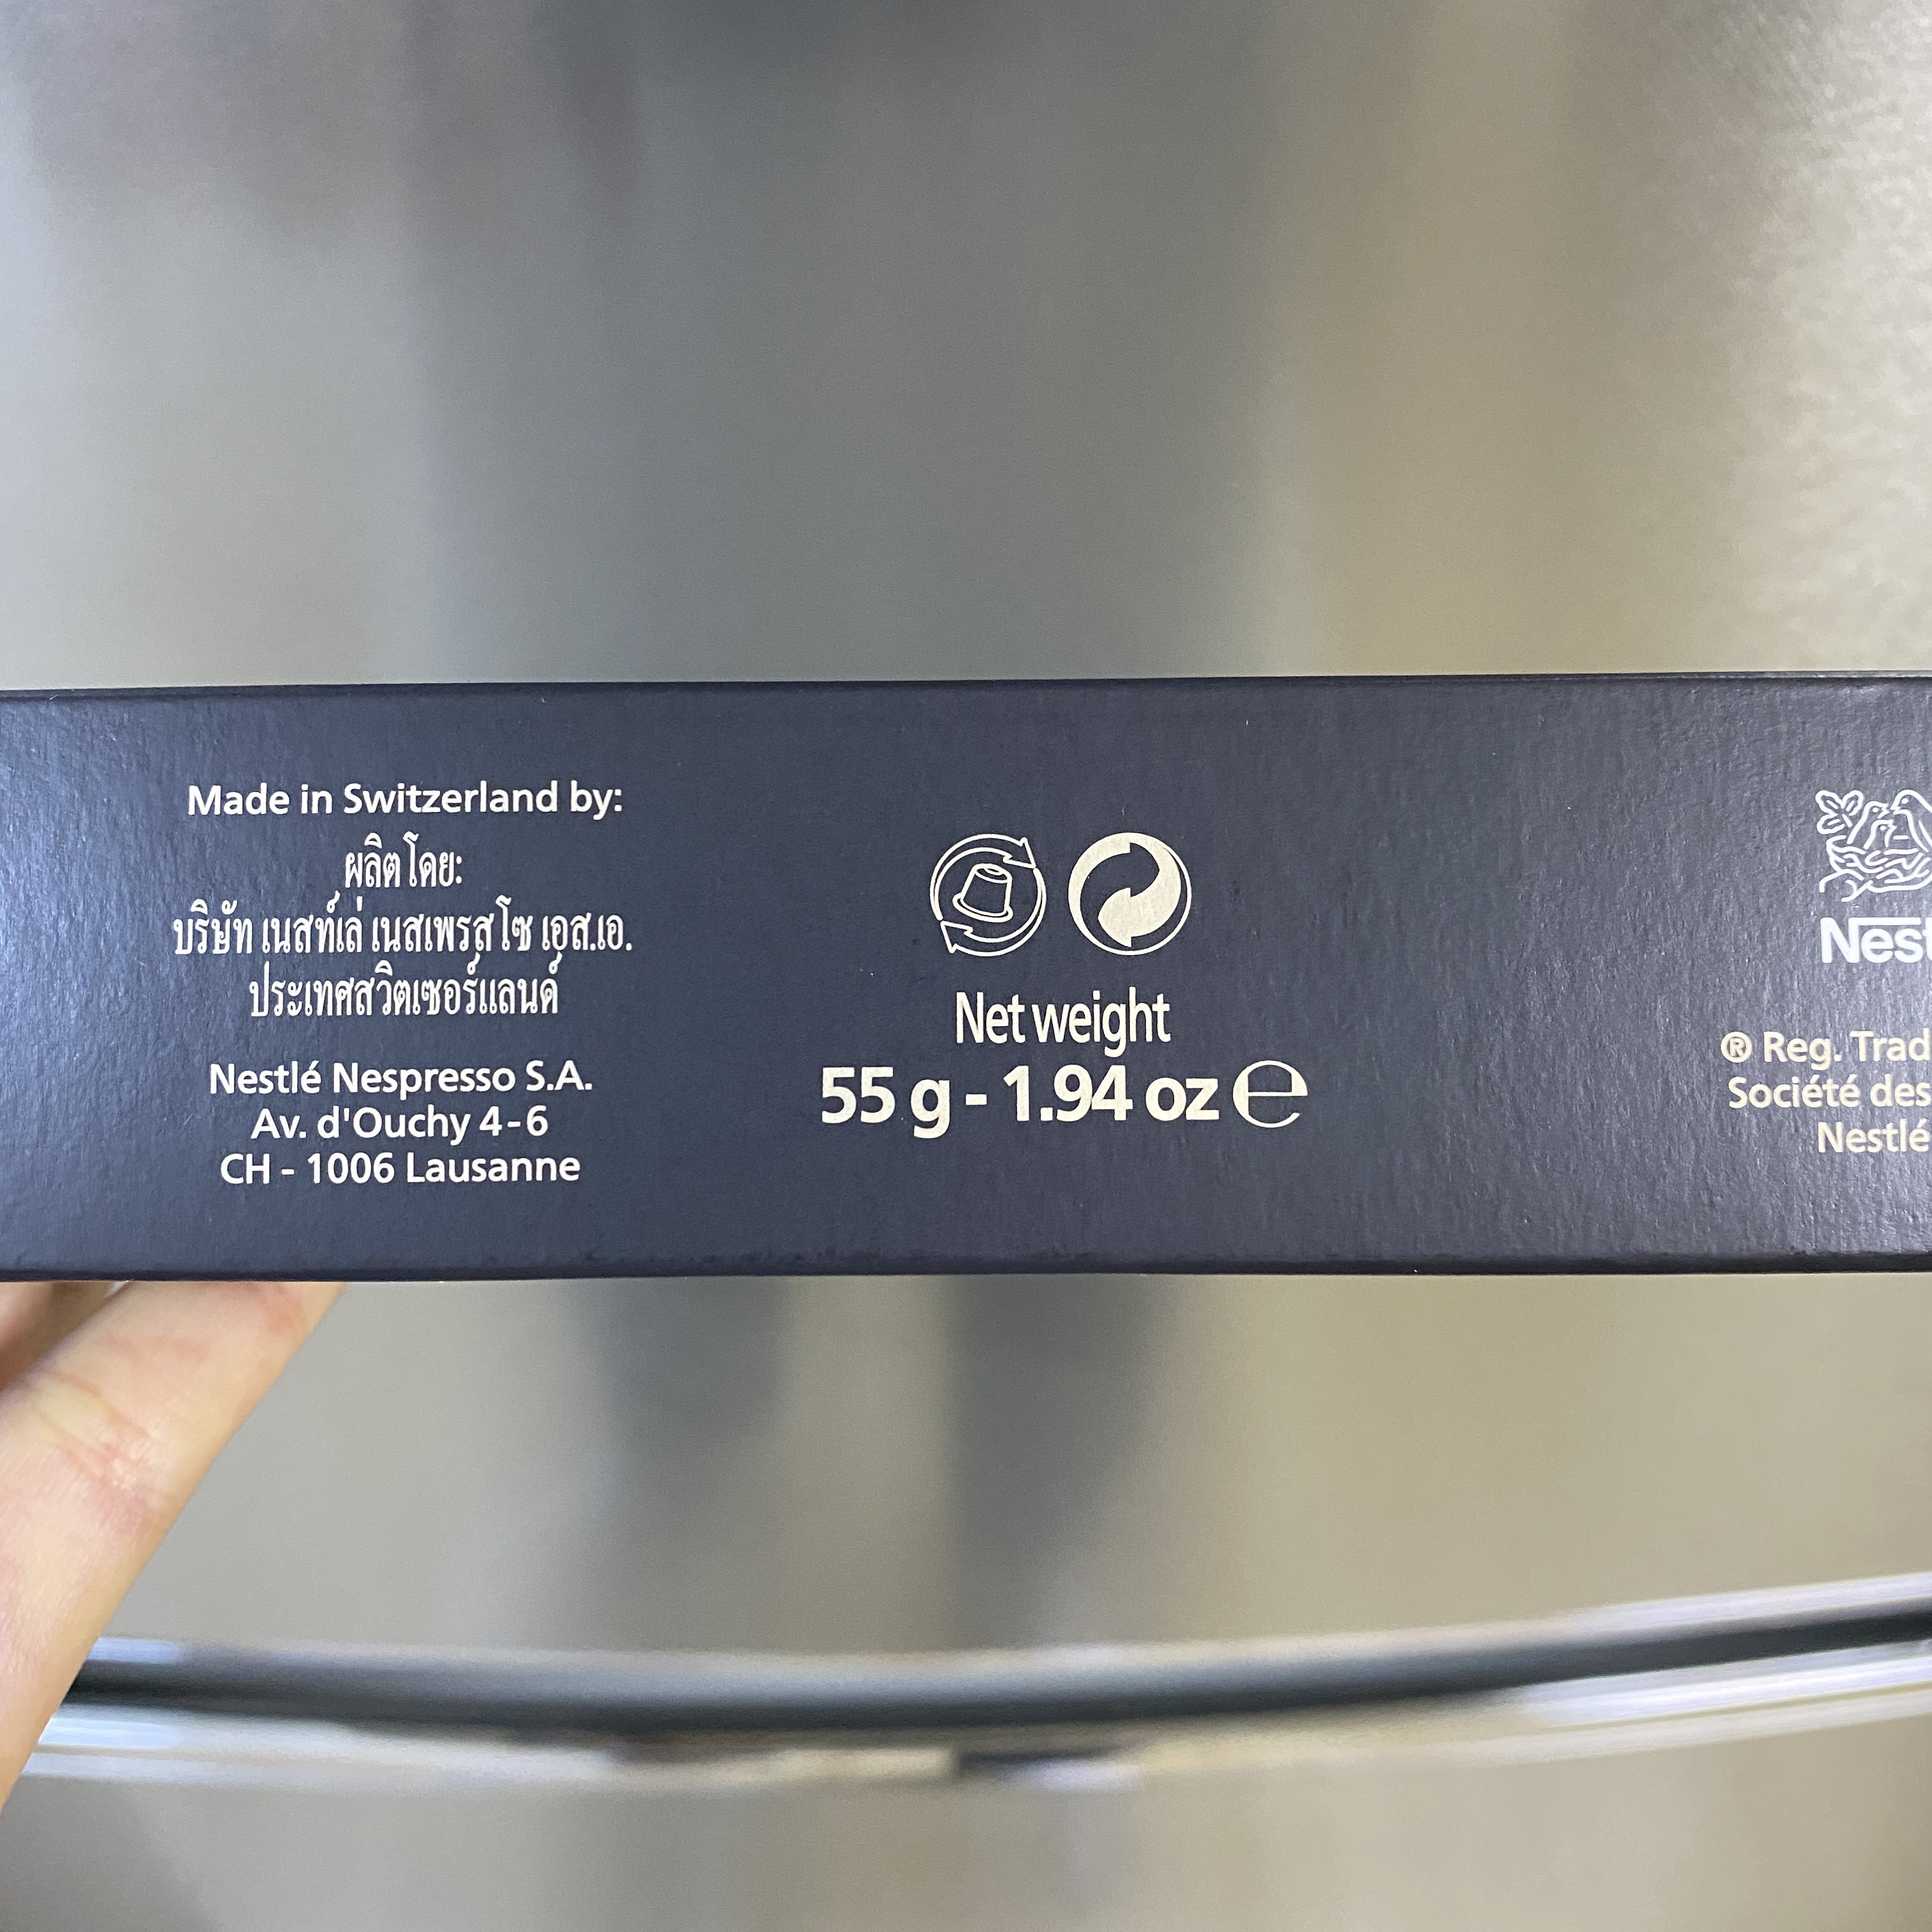 Made in Switzerland by:
ผลิตโดย:
บริษัท เนสท์เล่ เนสเพรสโซ เอส.เอ.
ประเทศสวิตเซอร์แลนด์
Nestlé Nespresso S.A.
Av. d'Ouchy 4-6
CH - 1006 Lausanne
Net weight
55 g - 1.94 oz ℮
Nest
® Reg. Trad
Société des
Nestlé